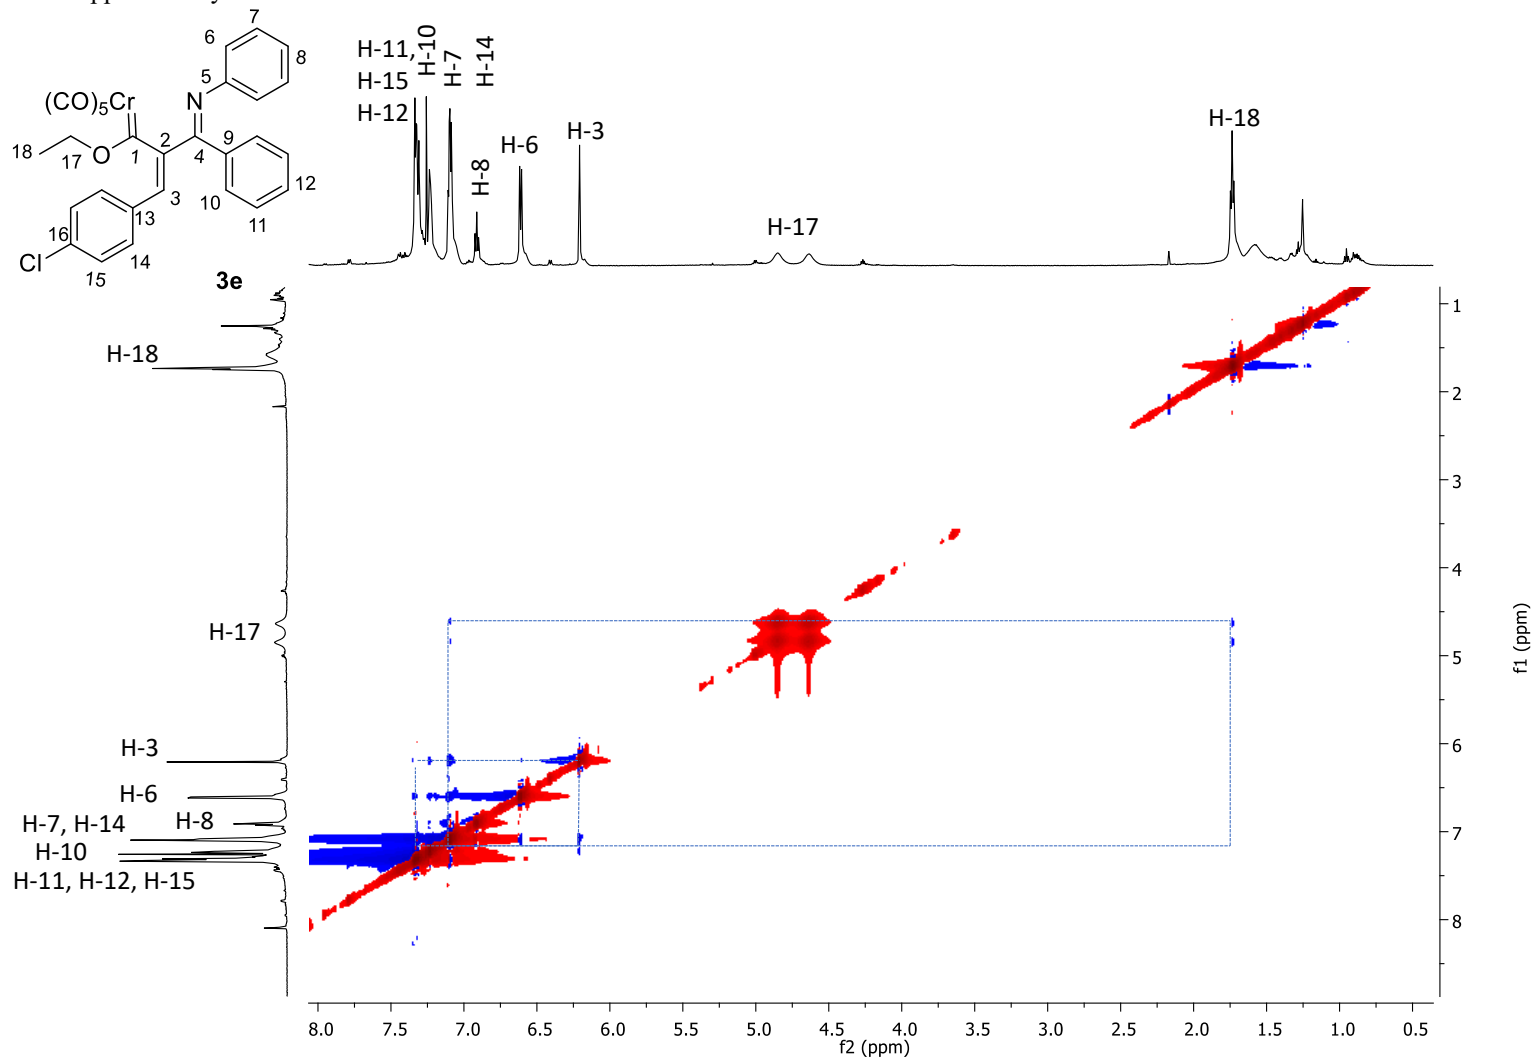 7
6
8
5
(CO)5Cr
N
2
9
18
17
O
1
4
12
3
10
11
13
16
14
Cl
15
3e
H-11,
H-15
H-12
H-10
H-7
H-14
H-8
H-6
H-3
H-17
H-18
H-18
H-17
H-3
H-6
H-7, H-14
H-8
H-10
H-11, H-12, H-15
1
2
3
4
5
6
7
8
f1 (ppm)
8.0 7.5 7.0 6.5 6.0 5.5 5.0 4.5 4.0 3.5 3.0 2.5 2.0 1.5 1.0 0.5
f2 (ppm)